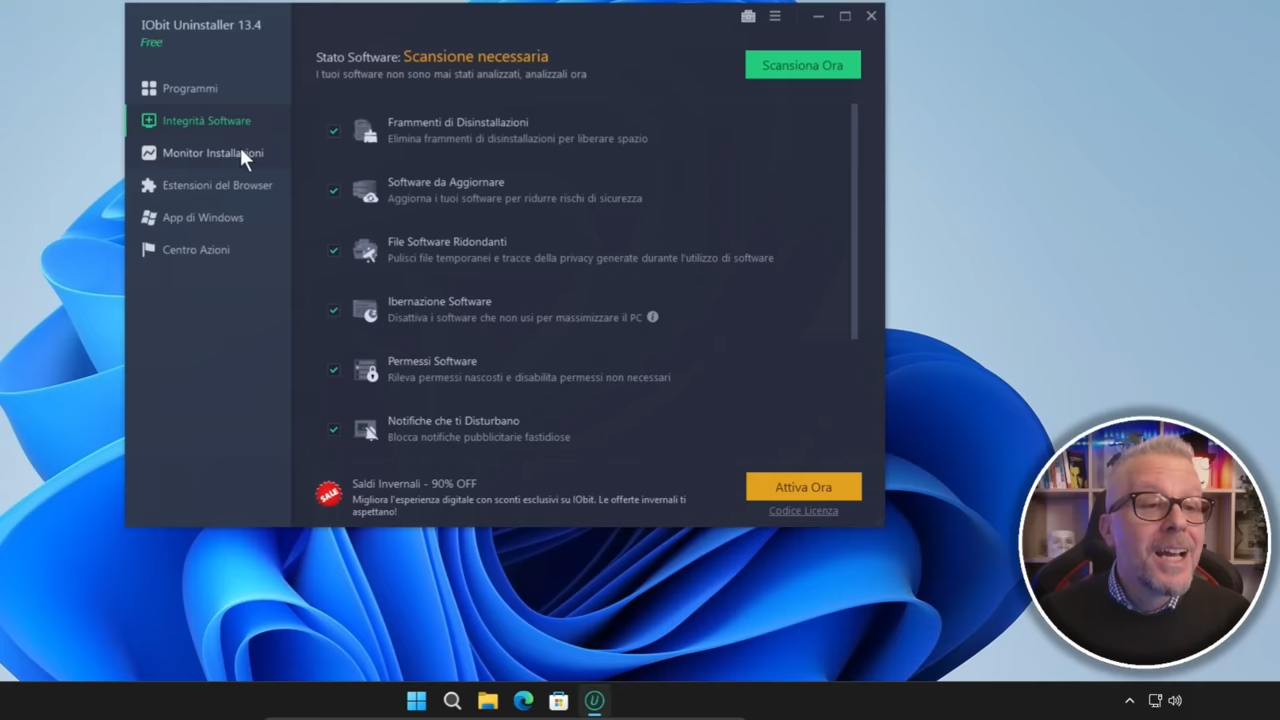 IObit Uninstaller 13.4
Free
Programmi
Integrità Software
Monitor Installazioni
Estensioni del Browser
App di Windows
Centro Azioni
Stato Software: Scansione necessaria
I tuoi software non sono mai stati analizzati, analizzali ora
Scansiona Ora
Frammenti di Disinstallazioni
Elimina frammenti di disinstallazioni per liberare spazio
Software da Aggiornare
Aggiorna i tuoi software per ridurre rischi di sicurezza
File Software Ridondanti
Pulisci file temporanei e tracce della privacy generate durante l'utilizzo di software
Ibernazione Software
Disattiva i software che non usi per massimizzare il PC
Permessi Software
Rileva permessi nascosti e disabilita permessi non necessari
Notifiche che ti Disturbano
Blocca notifiche pubblicitarie fastidiose
SALE
Saldi Invernali - 90% OFF
Migliora l'esperienza digitale con sconti esclusivi su IObit. Le offerte invernali ti
aspettano!
Attiva Ora
Codice Licenza